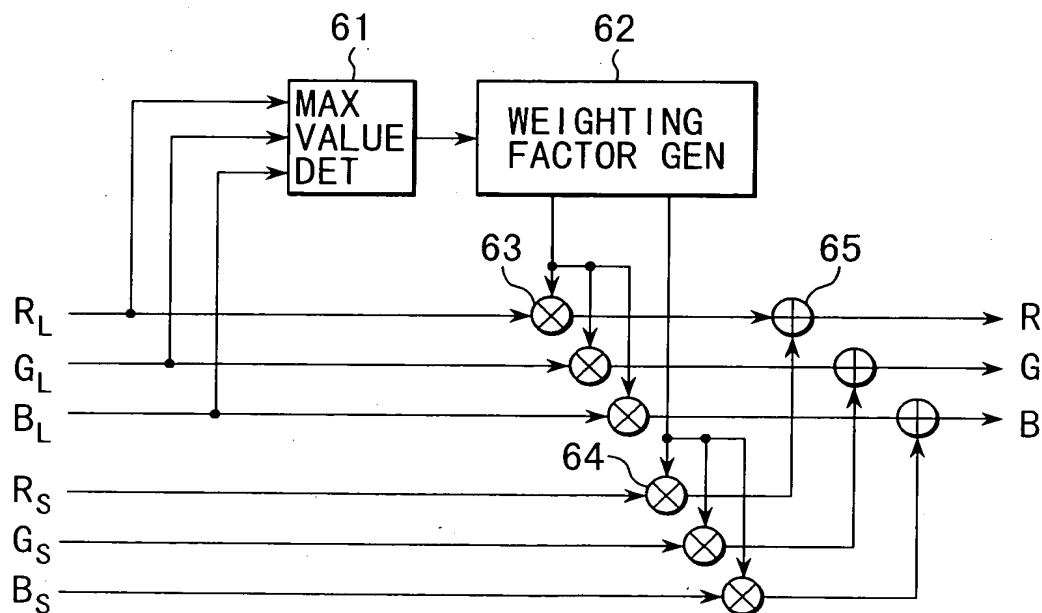 61
62
MAX
VALUE
DET
WEIGHTING
FACTOR GEN
63
65
R_L
R
G_L
G
B_L
B
64
R_S
G_S
B_S